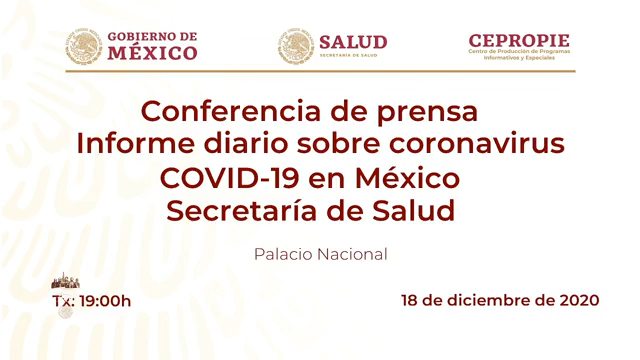 GOBIERNO DE
MÉXICO
SALUD
SECRETARÍA DE SALUD
CEPROPIE
Centro de Producción de Programas
Informativos y Especiales
Conferencia de prensa
Informe diario sobre coronavirus
COVID-19 en México
Secretaría de Salud
Palacio Nacional
Tx: 19:00h
18 de diciembre de 2020